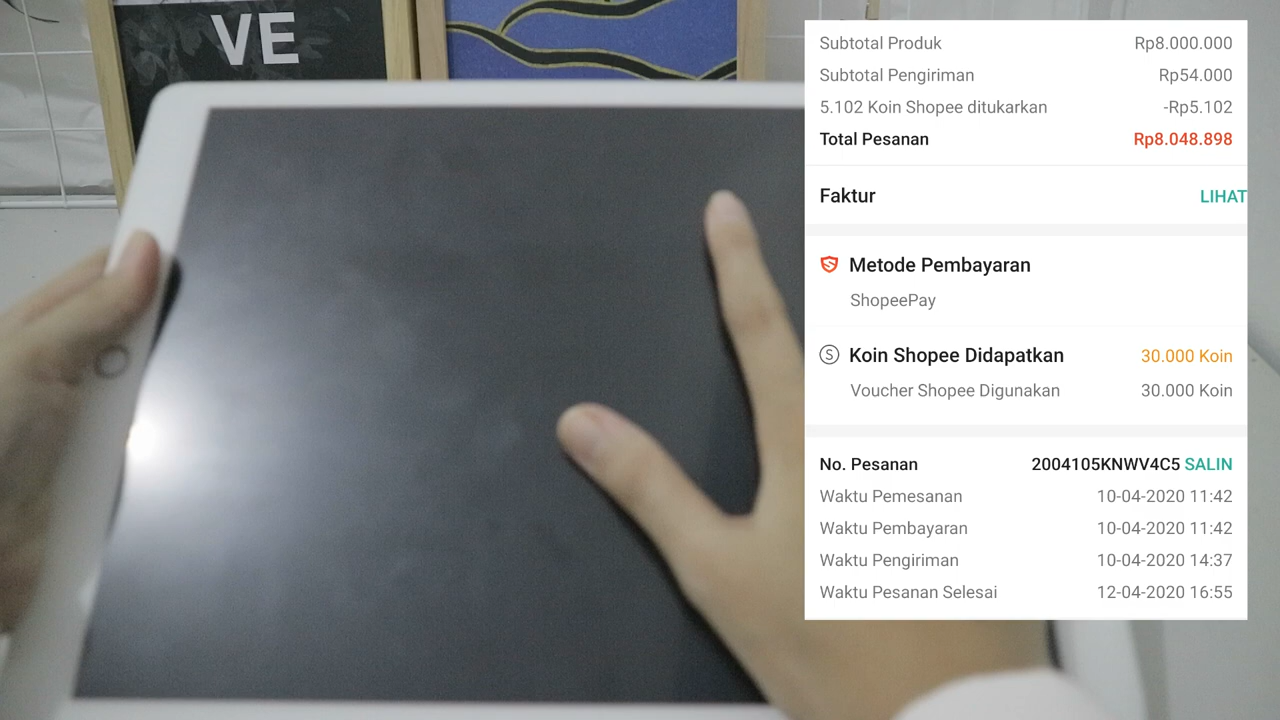 VE
Subtotal Produk Rp8.000.000
Subtotal Pengiriman Rp54.000
5.102 Koin Shopee ditukarkan -Rp5.102
Total Pesanan Rp8.048.898
Faktur LIHAT
Metode Pembayaran
ShopeePay
Koin Shopee Didapatkan 30.000 Koin
Voucher Shopee Digunakan 30.000 Koin
No. Pesanan 2004105KNWV4C5 SALIN
Waktu Pemesanan 10-04-2020 11:42
Waktu Pembayaran 10-04-2020 11:42
Waktu Pengiriman 10-04-2020 14:37
Waktu Pesanan Selesai 12-04-2020 16:55